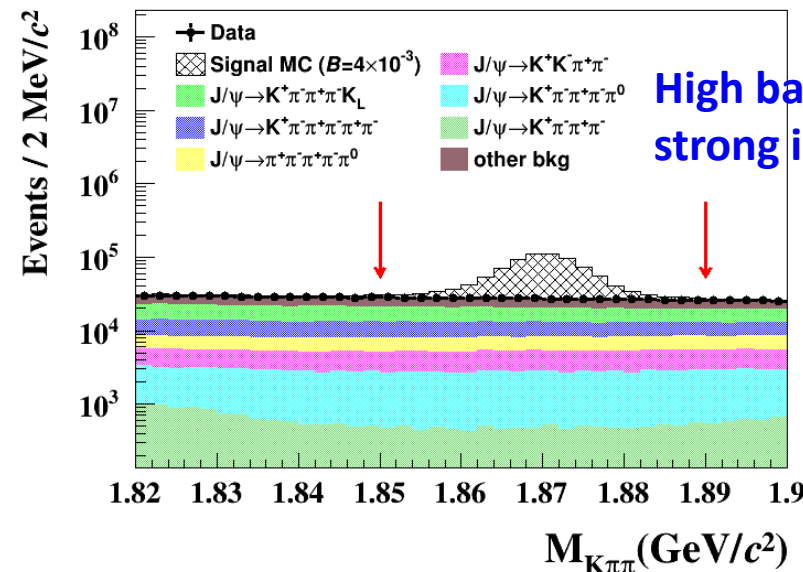 Events / 2 MeV/c²
10⁸
10⁷
10⁶
10⁵
10⁴
10³
Data
Signal MC (B=4×10⁻³)
J/ψ→K⁺π⁻π⁺π⁻K_L
J/ψ→K⁺π⁻π⁺π⁻π⁺π⁻
J/ψ→π⁺π⁻π⁺π⁻π⁰
J/ψ→K⁺K⁻π⁺π⁻
J/ψ→K⁺π⁻π⁺π⁻π⁰
J/ψ→K⁺π⁻π⁺π⁻
other bkg
High ba
strong i
1.82 1.83 1.84 1.85 1.86 1.87 1.88 1.89 1.9
M_Kππ(GeV/c²)